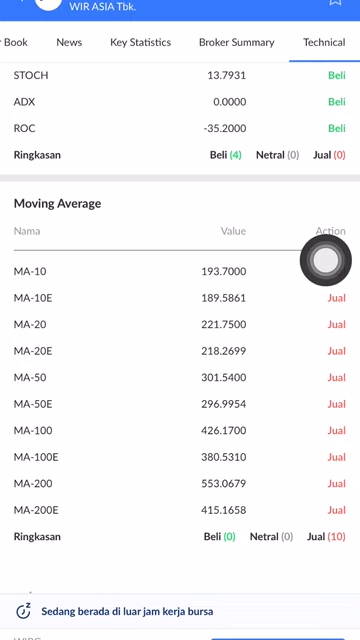 WIR ASIA Tbk.
Book News Key Statistics Broker Summary Technical
STOCH 13.7931 Beli
ADX 0.0000 Beli
ROC -35.2000 Beli
Ringkasan Beli (4) Netral (0) Jual (0)
Moving Average
Nama Value Action
MA-10 193.7000
MA-10E 189.5861 Jual
MA-20 221.7500 Jual
MA-20E 218.2699 Jual
MA-50 301.5400 Jual
MA-50E 296.9954 Jual
MA-100 426.1700 Jual
MA-100E 380.5310 Jual
MA-200 553.0679 Jual
MA-200E 415.1658 Jual
Ringkasan Beli (0) Netral (0) Jual (10)
Sedang berada di luar jam kerja bursa